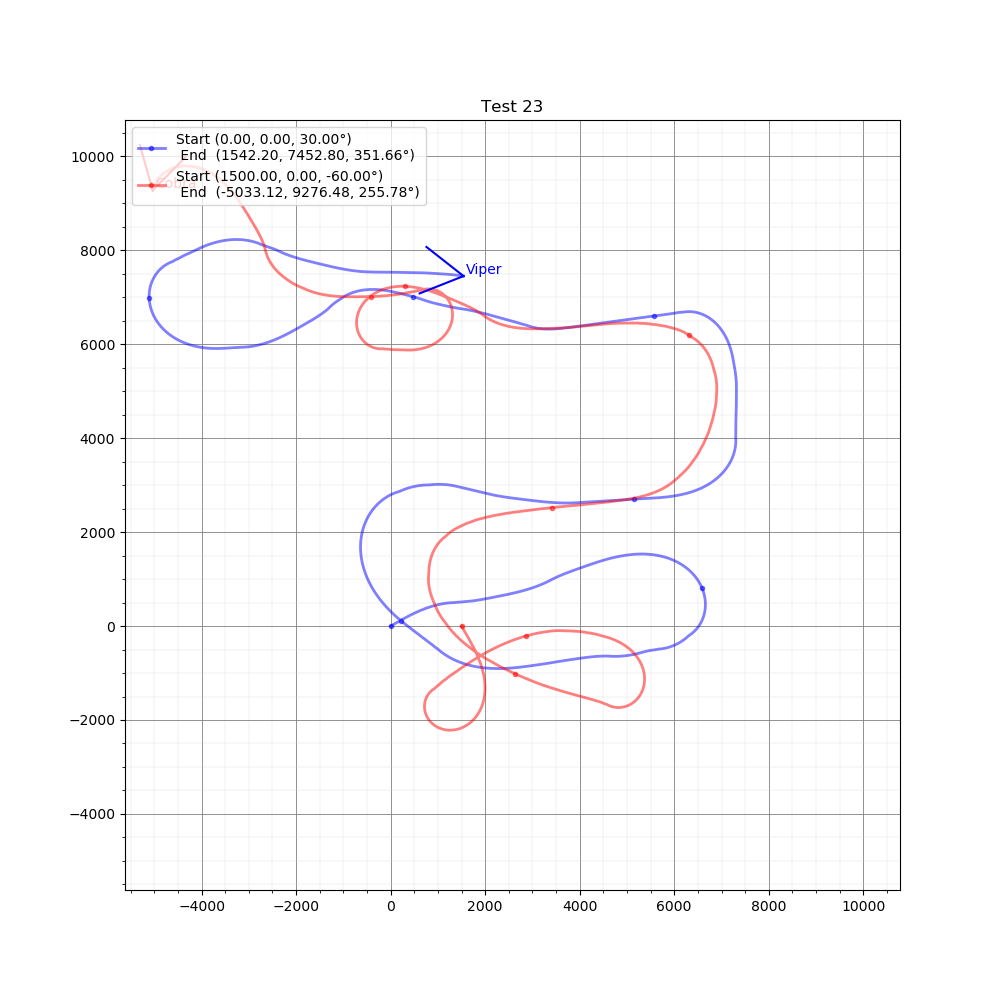 Test 23
Start (0.00, 0.00, 30.00°)
End (1542.20, 7452.80, 351.66°)
Start (1500.00, 0.00, -60.00°)
End (-5033.12, 9276.48, 255.78°)
Viper
10000
8000
6000
4000
2000
0
−2000
−4000
−4000 −2000 0 2000 4000 6000 8000 10000